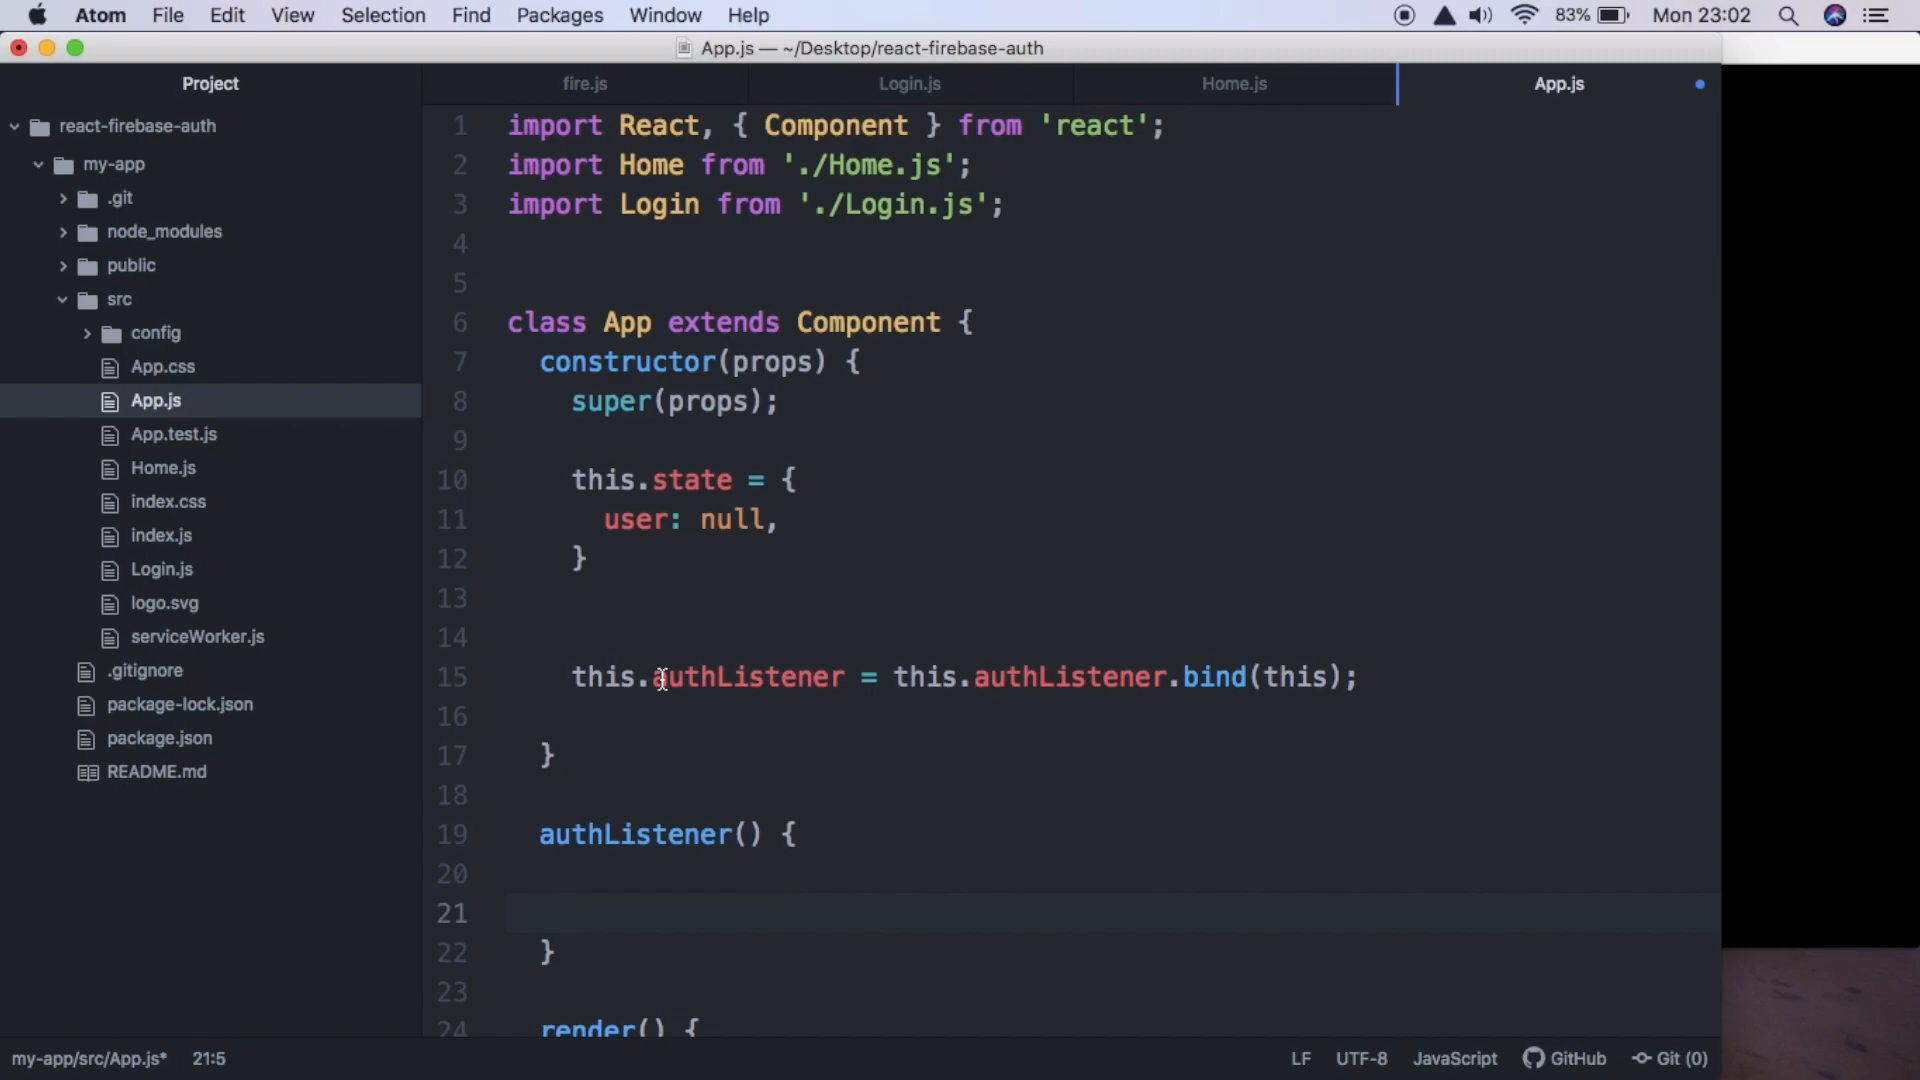 Atom File Edit View Selection Find Packages Window Help 83% Mon 23:02
App.js — ~/Desktop/react-firebase-auth
Project
fire.js Login.js Home.js App.js
react-firebase-auth
my-app
.git
node_modules
public
src
config
App.css
App.js
App.test.js
Home.js
index.css
index.js
Login.js
logo.svg
serviceWorker.js
.gitignore
package-lock.json
package.json
README.md
1 import React, { Component } from 'react';
2 import Home from './Home.js';
3 import Login from './Login.js';
4
5
6 class App extends Component {
7 constructor(props) {
8 super(props);
9
10 this.state = {
11 user: null,
12 }
13
14
15 this.authListener = this.authListener.bind(this);
16
17 }
18
19 authListener() {
20
21
22 }
23
24 render() {
my-app/src/App.js* 21:5 LF UTF-8 JavaScript GitHub Git (0)